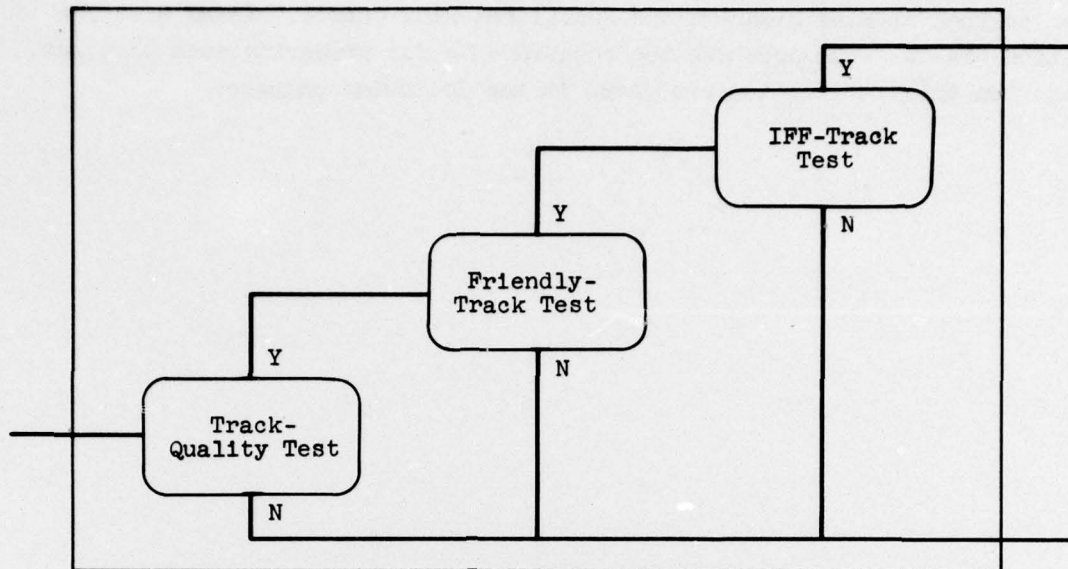 Y
IFF-Track
Test
N
Y
Friendly-
Track Test
N
Y
Track-
Quality Test
N